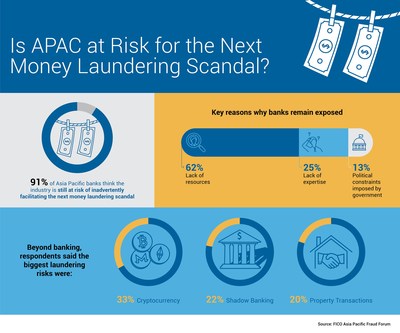 Is APAC at Risk for the Next
Money Laundering Scandal?
91% of Asia Pacific banks think the
industry is still at risk of inadvertently
facilitating the next money laundering scandal
Key reasons why banks remain exposed
62%
Lack of
resources
25%
Lack of
expertise
13%
Political
constraints
imposed by
government
Beyond banking,
respondents said the
biggest laundering
risks were:
33% Cryptocurrency
22% Shadow Banking
20% Property Transactions
Source: FICO Asia Pacific Fraud Forum